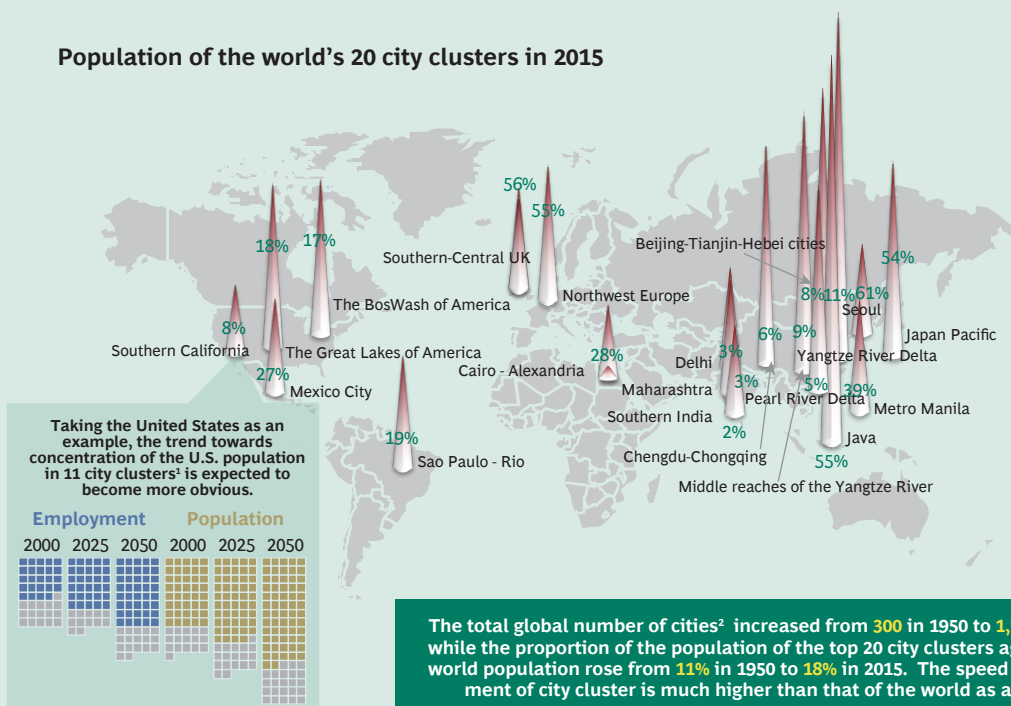 Population of the world's 20 city clusters in 2015
56%
55%
18%
17%
Southern-Central UK
Beijing-Tianjin-Hebei cities
54%
The BosWash of America
Northwest Europe
8%
11%
61%
Seoul
8%
Southern California
The Great Lakes of America
28%
Cairo - Alexandria
Delhi
3%
6%
9%
Japan Pacific
Yangtze River Delta
27%
Mexico City
Maharashtra
3%
5%
39%
Pearl River Delta
Metro Manila
Southern India
2%
19%
Sao Paulo - Rio
Java
55%
Chengdu-Chongqing
Middle reaches of the Yangtze River
Taking the United States as an
example, the trend towards
concentration of the U.S. population
in 11 city clusters¹ is expected to
become more obvious.
Employment Population
2000 2025 2050 2000 2025 2050
The total global number of cities² increased from 300 in 1950 to 1,
while the proportion of the population of the top 20 city clusters ag
world population rose from 11% in 1950 to 18% in 2015. The speed
ment of city cluster is much higher than that of the world as a